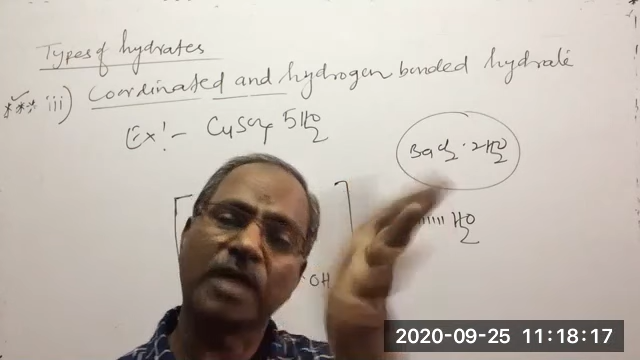 Types of hydrates
*** iii) Coordinated and hydrogen bonded hydrate
Ex:- CuSO4 5H2O
BaCl2·2H2O
H2O
OH
2020-09-25 11:18:17